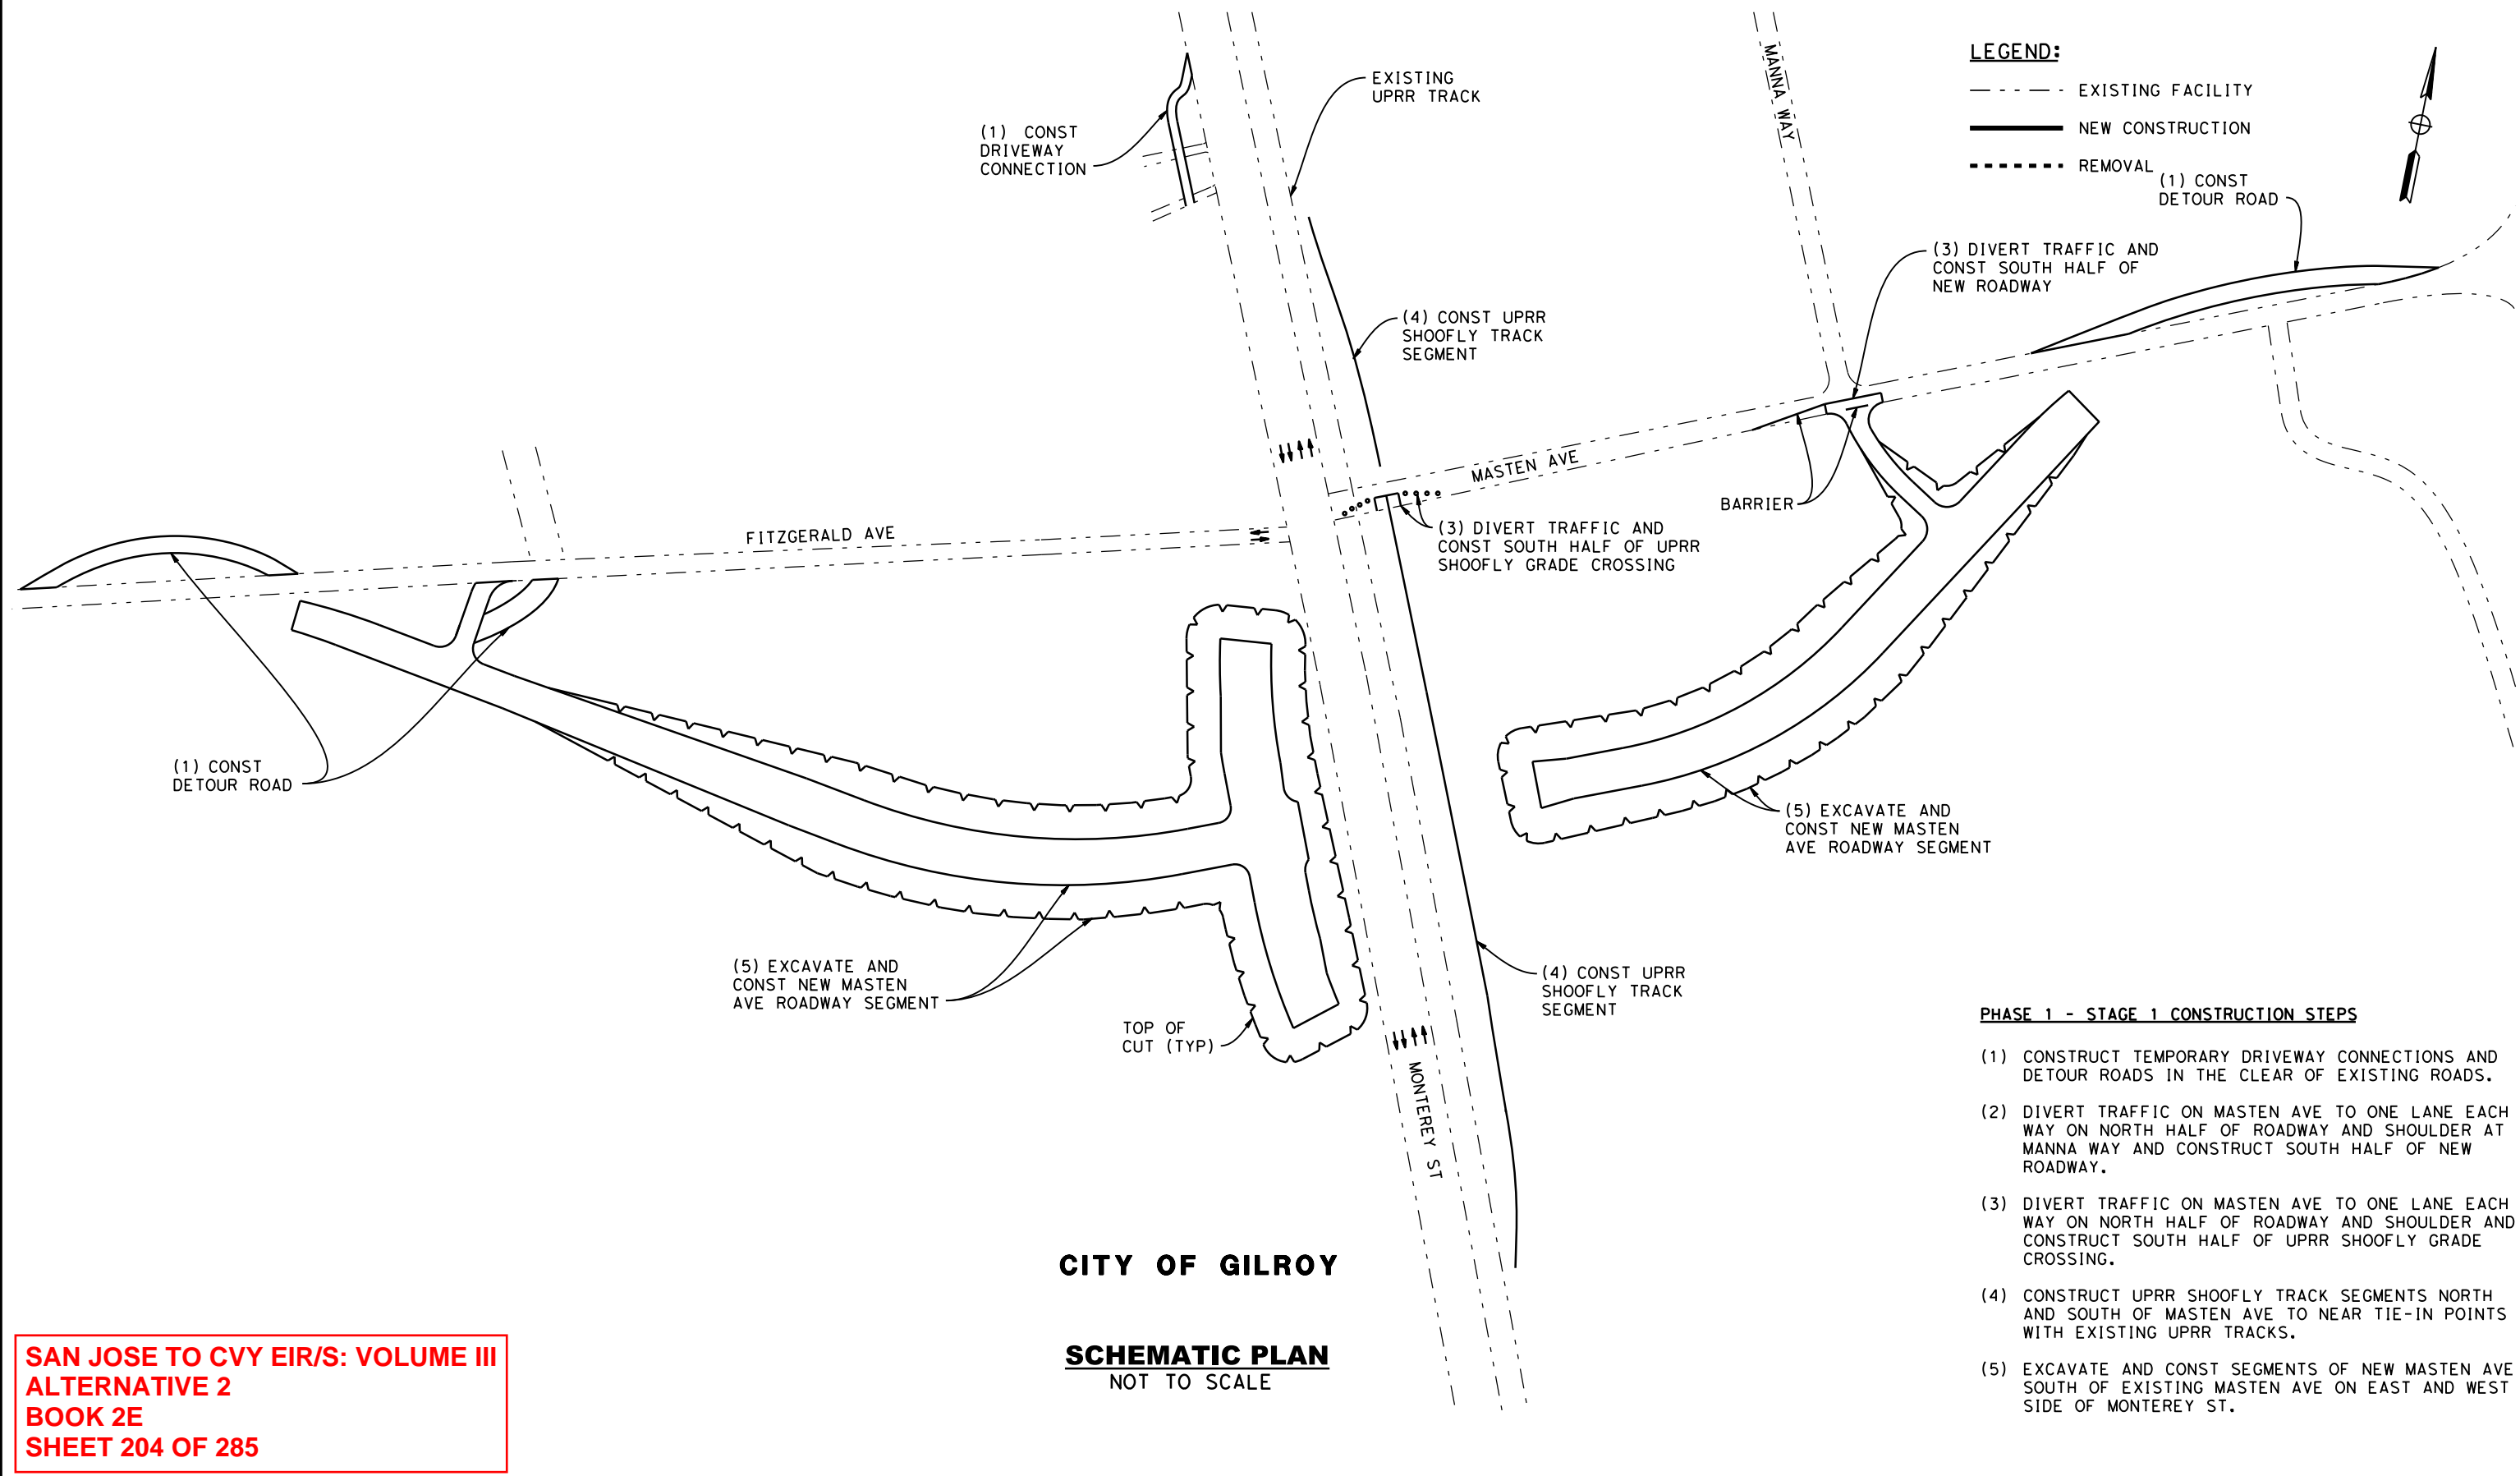 EXISTING
UPRR TRACK
MANNA WAY
LEGEND:
EXISTING FACILITY
NEW CONSTRUCTION
REMOVAL
(1) CONST
DETOUR ROAD
(1) CONST
DRIVEWAY
CONNECTION
(3) DIVERT TRAFFIC AND
CONST SOUTH HALF OF
NEW ROADWAY
(4) CONST UPRR
SHOOFLY TRACK
SEGMENT
MASTEN AVE
BARRIER
FITZGERALD AVE
(3) DIVERT TRAFFIC AND
CONST SOUTH HALF OF UPRR
SHOOFLY GRADE CROSSING
(1) CONST
DETOUR ROAD
(5) EXCAVATE AND
CONST NEW MASTEN
AVE ROADWAY SEGMENT
(5) EXCAVATE AND
CONST NEW MASTEN
AVE ROADWAY SEGMENT
(4) CONST UPRR
SHOOFLY TRACK
SEGMENT
TOP OF
CUT (TYP)
MONTEREY ST
PHASE 1 - STAGE 1 CONSTRUCTION STEPS
(1) CONSTRUCT TEMPORARY DRIVEWAY CONNECTIONS AND
DETOUR ROADS IN THE CLEAR OF EXISTING ROADS.
(2) DIVERT TRAFFIC ON MASTEN AVE TO ONE LANE EACH
WAY ON NORTH HALF OF ROADWAY AND SHOULDER AT
MANNA WAY AND CONSTRUCT SOUTH HALF OF NEW
ROADWAY.
(3) DIVERT TRAFFIC ON MASTEN AVE TO ONE LANE EACH
WAY ON NORTH HALF OF ROADWAY AND SHOULDER AND
CONSTRUCT SOUTH HALF OF UPRR SHOOFLY GRADE
CROSSING.
(4) CONSTRUCT UPRR SHOOFLY TRACK SEGMENTS NORTH
AND SOUTH OF MASTEN AVE TO NEAR TIE-IN POINTS
WITH EXISTING UPRR TRACKS.
(5) EXCAVATE AND CONST SEGMENTS OF NEW MASTEN AVE
SOUTH OF EXISTING MASTEN AVE ON EAST AND WEST
SIDE OF MONTEREY ST.
CITY OF GILROY
SCHEMATIC PLAN
NOT TO SCALE
SAN JOSE TO CVY EIR/S: VOLUME III
ALTERNATIVE 2
BOOK 2E
SHEET 204 OF 285